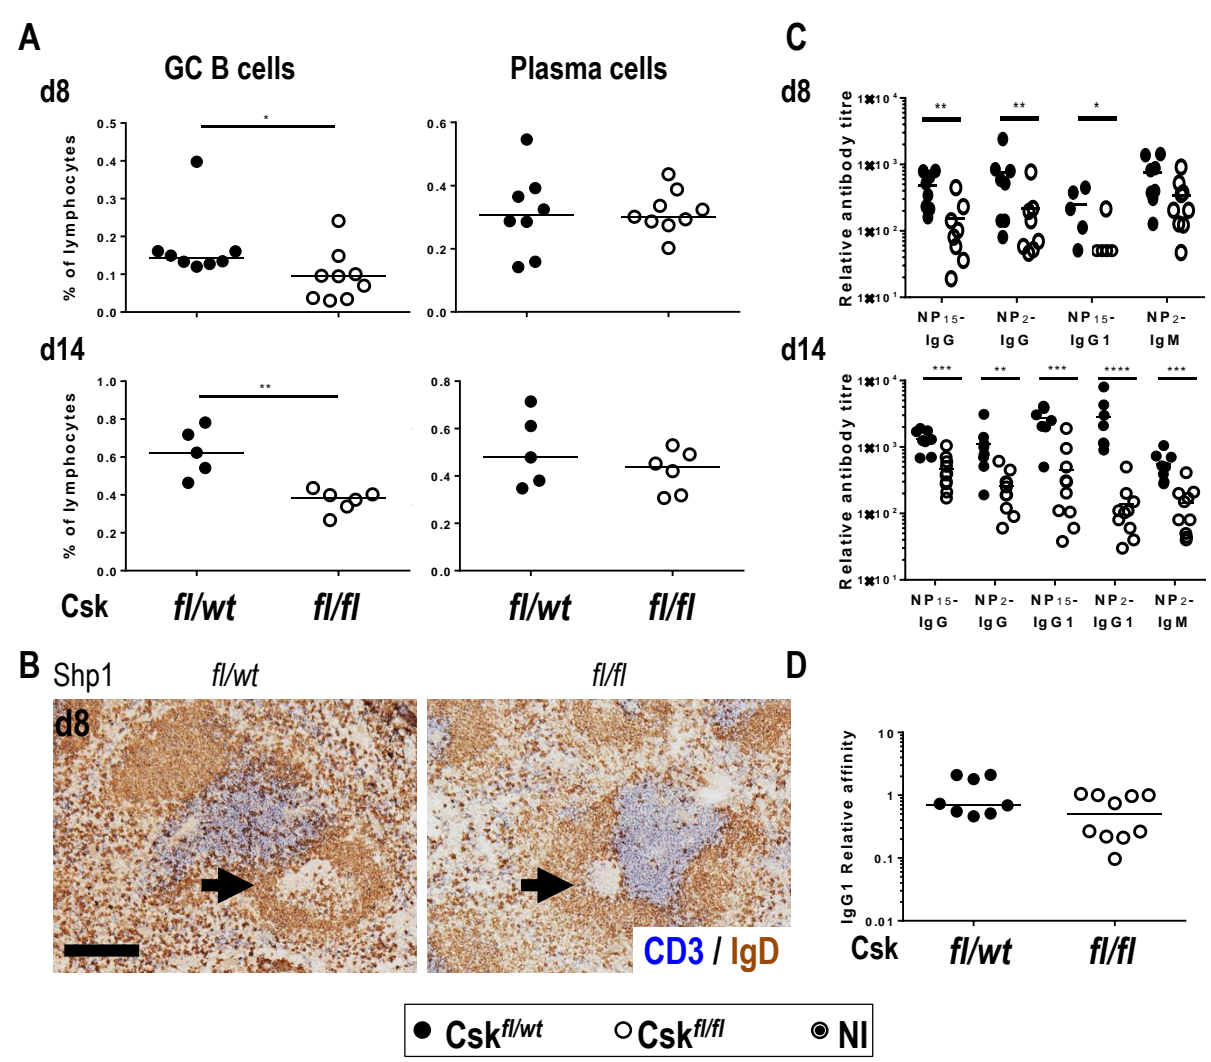 A
GC B cells
Plasma cells
d8
% of lymphocytes
0.5
0.4
0.3
0.2
0.1
0.0
*
0.6
0.4
0.2
0.0
d14
% of lymphocytes
1.0
0.8
0.6
0.4
0.2
0.0
**
0.8
0.6
0.4
0.2
0.0
Csk
fl/wt
fl/fl
fl/wt
fl/fl
C
d8
Relative antibody titre
1✖10⁴
1✖10³
1✖10²
1✖10¹
** ** *
NP₁₅- NP₂- NP₁₅- NP₂-
IgG IgG IgG1 IgM
d14
Relative antibody titre
1✖10⁴
1✖10³
1✖10²
1✖10¹
*** ** *** **** ***
NP₁₅- NP₂- NP₁₅- NP₂- NP₂-
IgG IgG IgG1 IgG1 IgM
B
Shp1 fl/wt fl/fl
d8
CD3 / IgD
D
IgG1 Relative affinity
10
1
0.1
0.01
Csk fl/wt fl/fl
Csk fl/wt Csk fl/fl NI